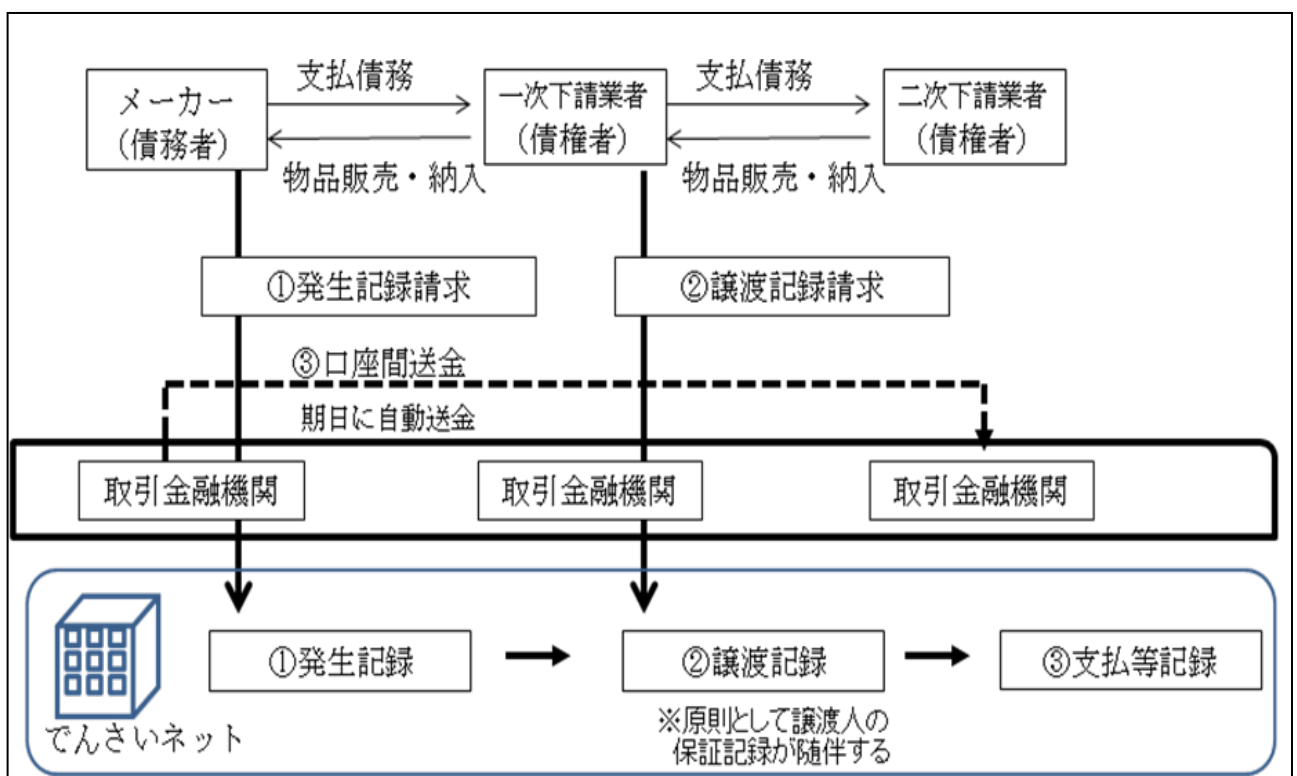 支払債務
支払債務
メーカー
(債務者)
一次下請業者
(債権者)
二次下請業者
(債権者)
物品販売・納入
物品販売・納入
①発生記録請求
②譲渡記録請求
③口座間送金
期日に自動送金
取引金融機関
取引金融機関
取引金融機関
①発生記録
②譲渡記録
③支払等記録
でんさいネット
※原則として譲渡人の
保証記録が随伴する